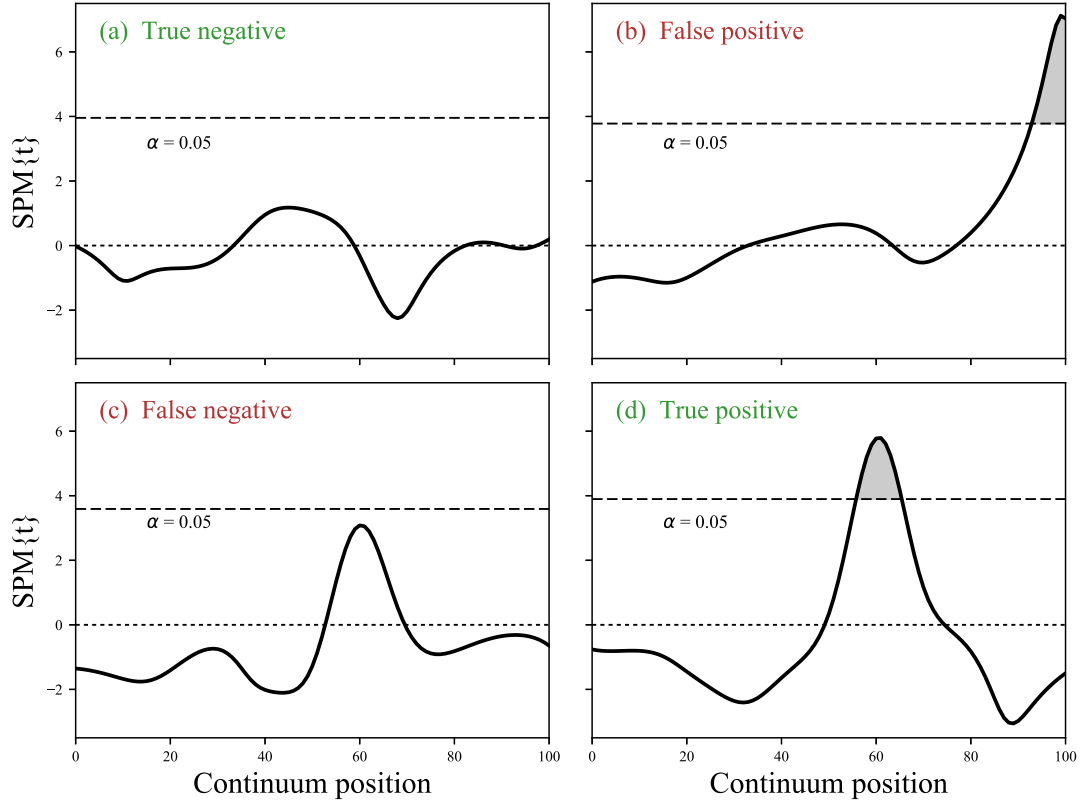 (a) True negative
6
4
α = 0.05
2
0
−2
SPM{t}
(b) False positive
α = 0.05
(c) False negative
6
4
α = 0.05
2
0
−2
SPM{t}
0 20 40 60 80 100
Continuum position
(d) True positive
α = 0.05
0 20 40 60 80 100
Continuum position